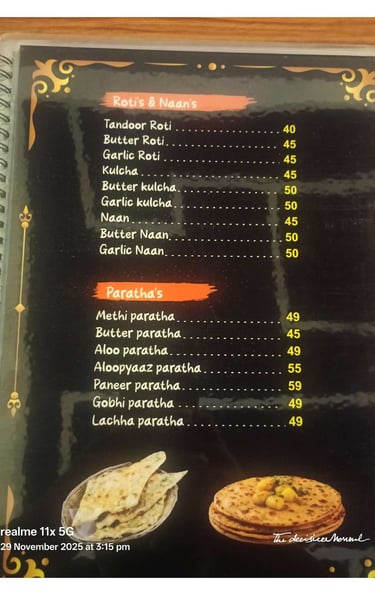 Roti's & Naan's
Tandoor Roti .......................... 40
Butter Roti............................ 45
Garlic Roti ............................ 45
Kulcha ................................. 45
Butter kulcha......................... 50
Garlic kulcha......................... 50
Naan.................................... 45
Butter Naan........................... 50
Garlic Naan............................ 50
Paratha's
Methi paratha........................ 49
Butter paratha....................... 45
Aloo paratha.......................... 49
Aloopyaaz paratha.................. 55
Paneer paratha....................... 59
Gobhi paratha ....................... 49
Lachha paratha ..................... 49
realme 11x 5G
29 November 2025 at 3:15 pm
The